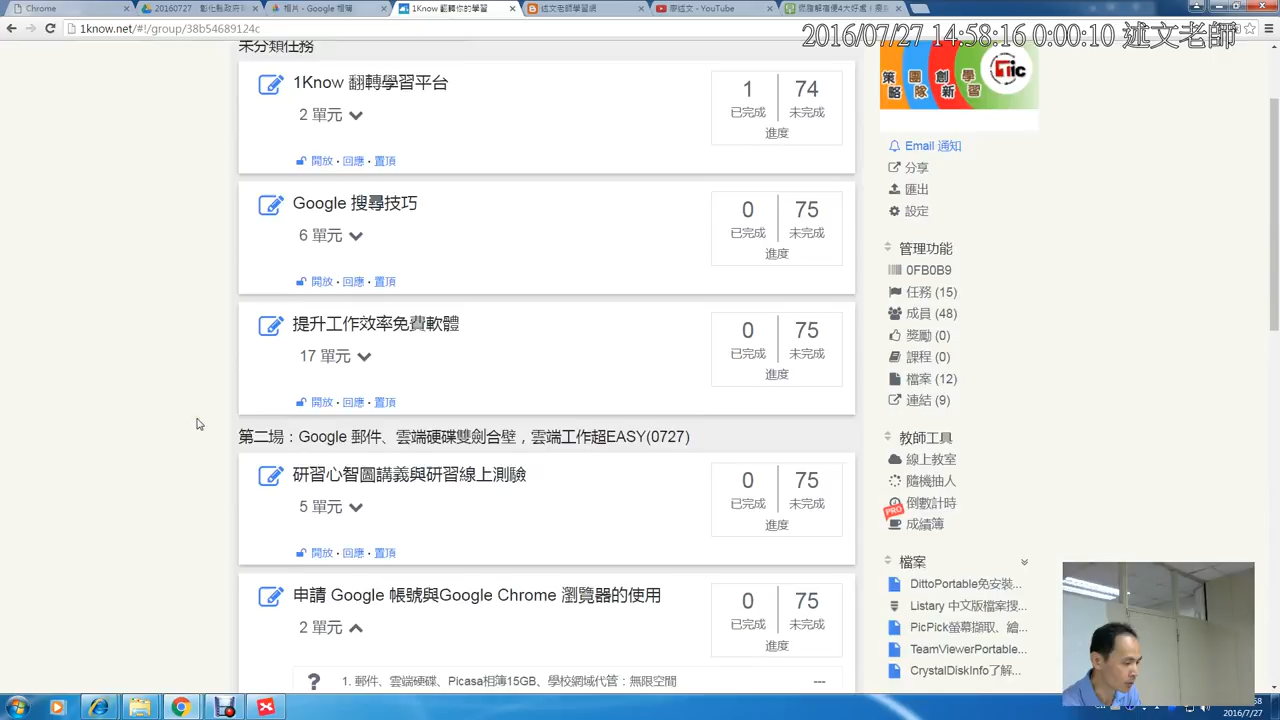 Chrome
20160727 彰化縣政府
相片 - Google 相簿
1Know 翻轉你的學習
述文老師學習網
廖述文 - YouTube
1know.net/#!/group/38b54689124c
2016/07/27 14:58:16 0:00:10 述文老師
未分類任務
1Know 翻轉學習平台
2 單元
1 74
已完成 未完成
進度
開放 · 回應 · 置頂
Google 搜尋技巧
6 單元
0 75
已完成 未完成
進度
開放 · 回應 · 置頂
提升工作效率免費軟體
17 單元
0 75
已完成 未完成
進度
開放 · 回應 · 置頂
第二場：Google 郵件、雲端硬碟雙劍合壁，雲端工作超EASY(0727)
研習心智圖講義與研習線上測驗
5 單元
0 75
已完成 未完成
進度
開放 · 回應 · 置頂
申請 Google 帳號與Google Chrome 瀏覽器的使用
2 單元
0 75
已完成 未完成
進度
? 1. 郵件、雲端硬碟、Picasa相簿15GB、學校網域代管：無限空間 ---
策略 團隊 創新 學習
Email 通知
分享
匯出
設定
管理功能
0FB0B9
任務 (15)
成員 (48)
獎勵 (0)
課程 (0)
檔案 (12)
連結 (9)
教師工具
線上教室
隨機抽人
倒數計時
PRO
成績簿
檔案
DittoPortable免安裝...
Listary 中文版檔案搜...
PicPick螢幕擷取、繪...
TeamViewerPortable...
CrystalDiskInfo了解...
2016/7/27